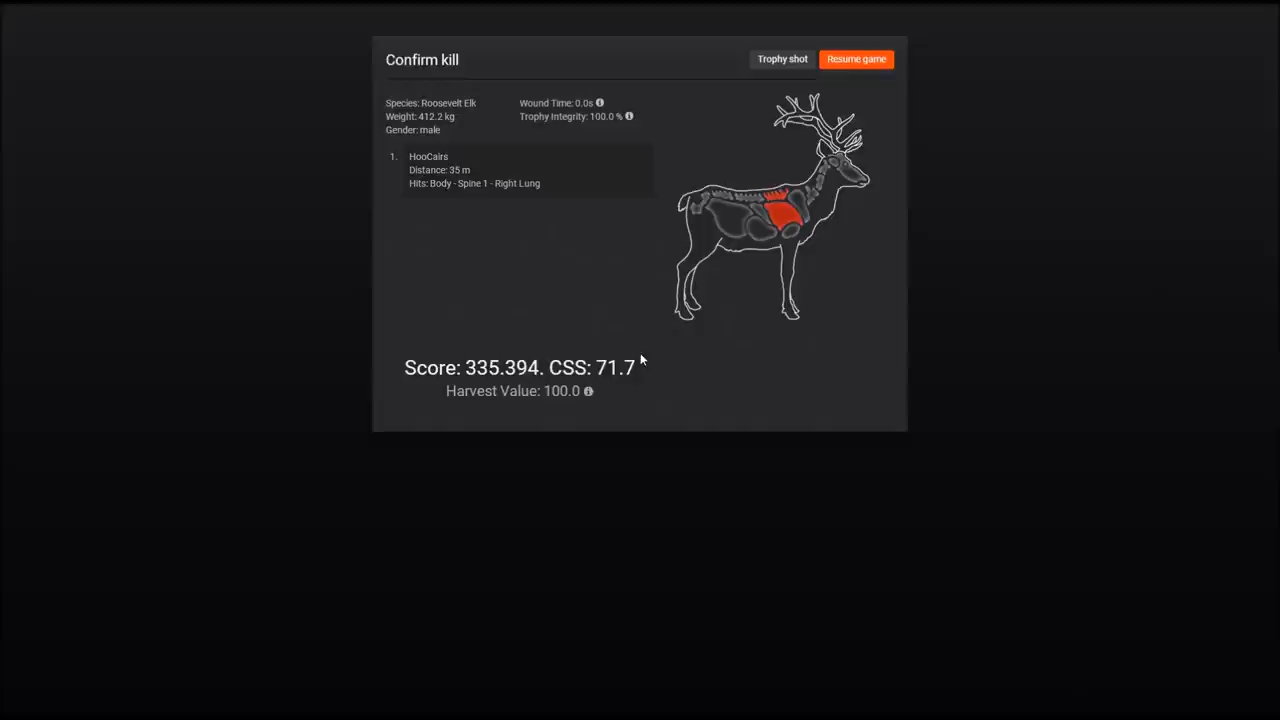 Confirm kill
Trophy shot
Resume game
Species: Roosevelt Elk
Weight: 412.2 kg
Gender: male
Wound Time: 0.0s
Trophy Integrity: 100.0 %
1.
HooCairs
Distance: 35 m
Hits: Body - Spine 1 - Right Lung
Score: 335.394. CSS: 71.7
Harvest Value: 100.0